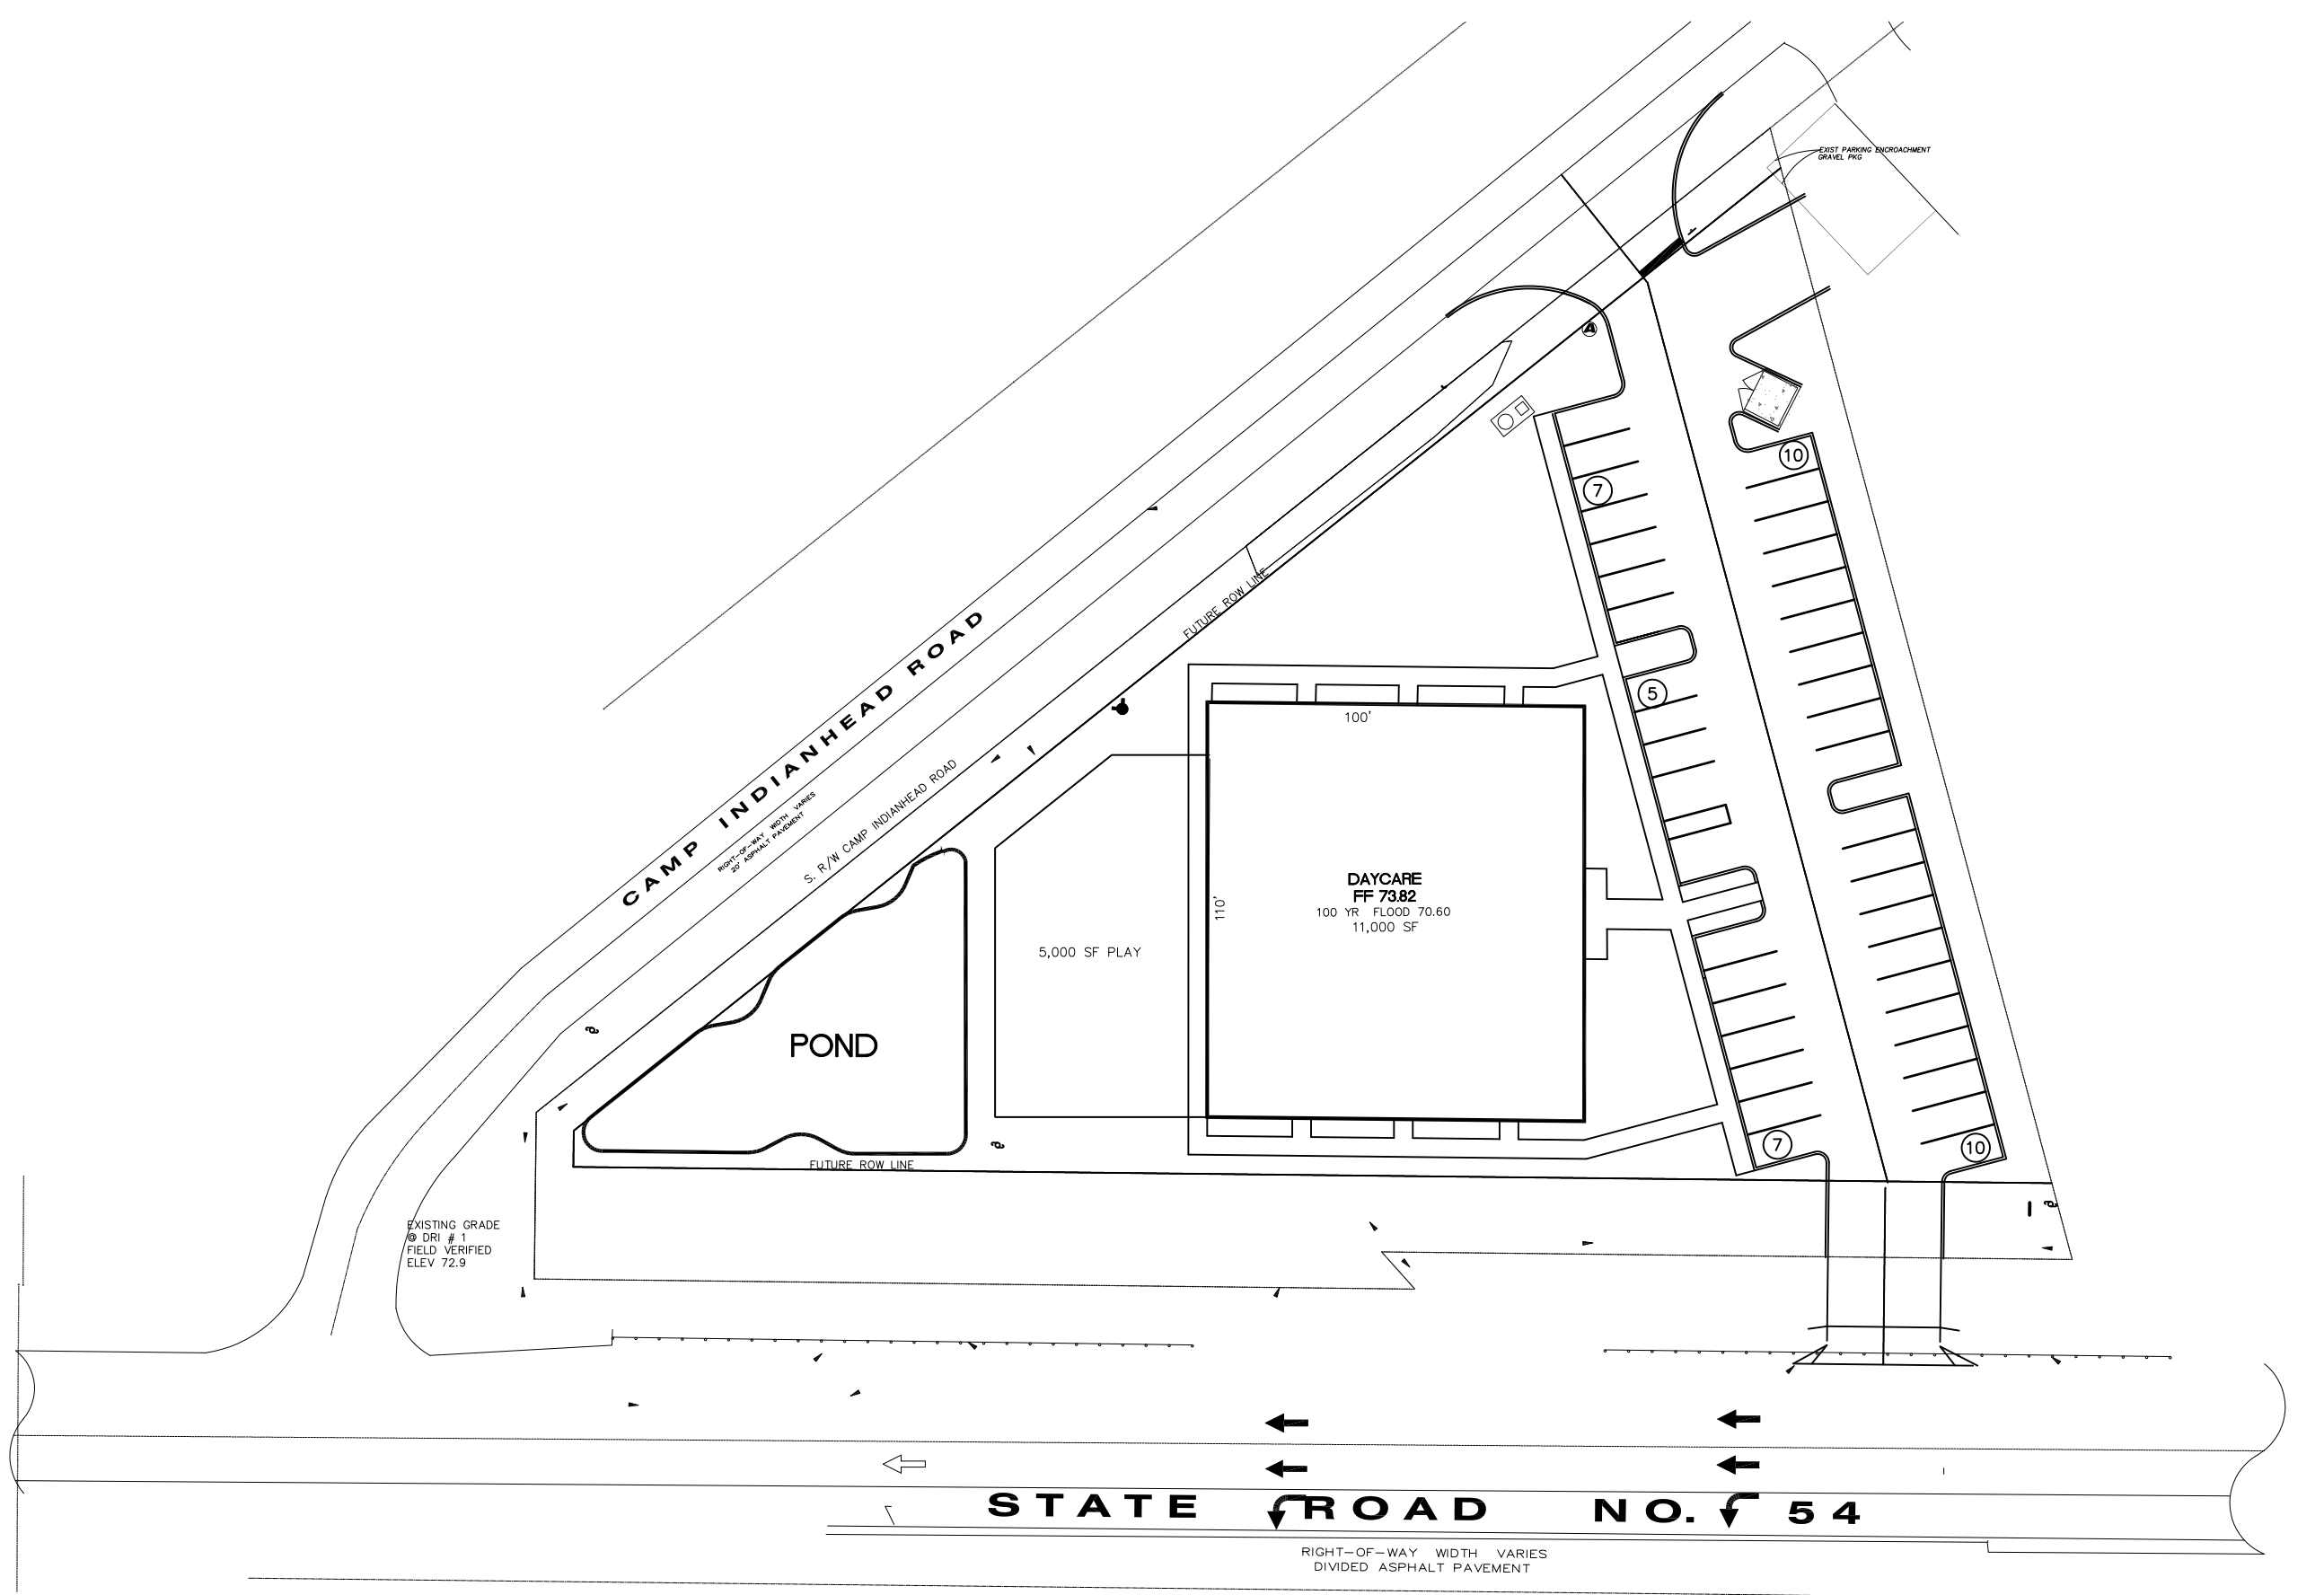 EXIST PARKING ENCROACHMENT
GRAVEL PKG
A
10
7
FUTURE ROW LINE
CAMP INDIANHEAD ROAD
RIGHT-OF-WAY WIDTH VARIES
20' ASPHALT PAVEMENT
S. R/W CAMP INDIANHEAD ROAD
5
100'
110'
DAYCARE
FF 73.82
100 YR FLOOD 70.60
11,000 SF
5,000 SF PLAY
POND
7
10
FUTURE ROW LINE
EXISTING GRADE
@ DRI # 1
FIELD VERIFIED
ELEV 72.9
STATE ROAD NO. 54
RIGHT-OF-WAY WIDTH VARIES
DIVIDED ASPHALT PAVEMENT